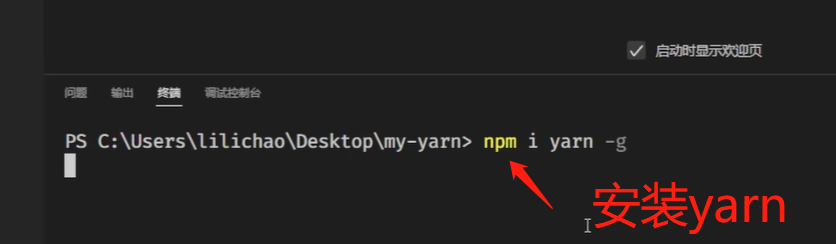 启动时显示欢迎页
问题 输出 终端 调试控制台
PS C:\Users\lilichao\Desktop\my-yarn> npm i yarn -g
安装yarn